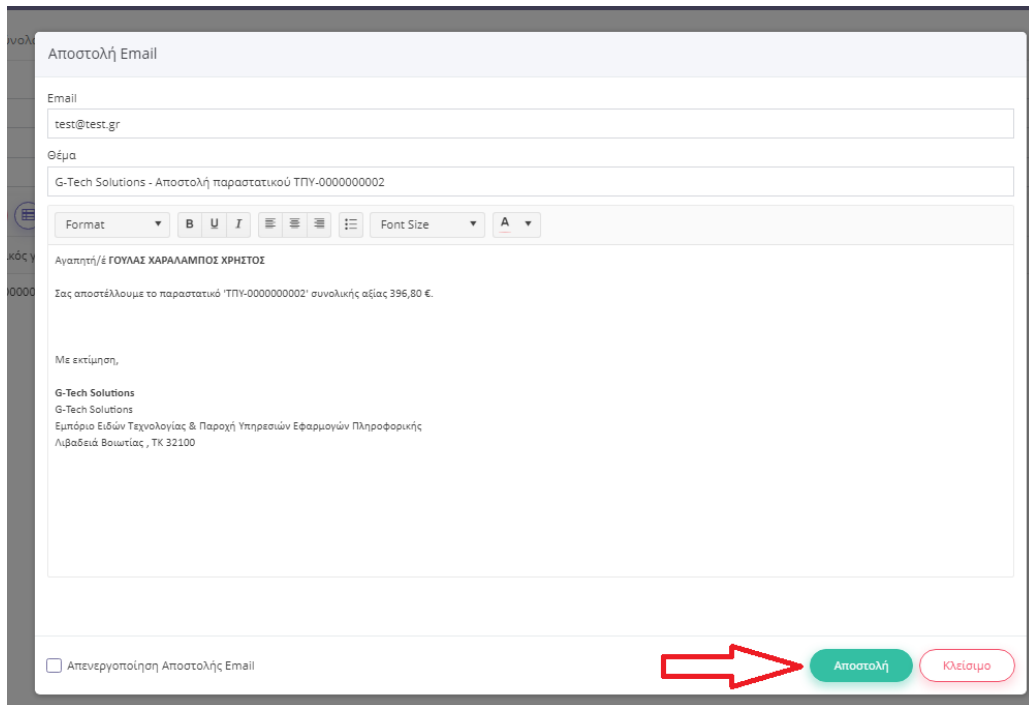 Αποστολή Email
Email
test@test.gr
Θέμα
G-Tech Solutions - Αποστολή παραστατικού ΤΠΥ-0000000002
Format B U I Font Size A
Αγαπητή/έ ΓΟΥΛΑΣ ΧΑΡΑΛΑΜΠΟΣ ΧΡΗΣΤΟΣ
Σας αποστέλλουμε το παραστατικό 'ΤΠΥ-0000000002' συνολικής αξίας 396,80 €.
Με εκτίμηση,
G-Tech Solutions
G-Tech Solutions
Εμπόριο Ειδών Τεχνολογίας & Παροχή Υπηρεσιών Εφαρμογών Πληροφορικής
Λιβαδειά Βοιωτίας , ΤΚ 32100
Απενεργοποίηση Αποστολής Email
Αποστολή
Κλείσιμο